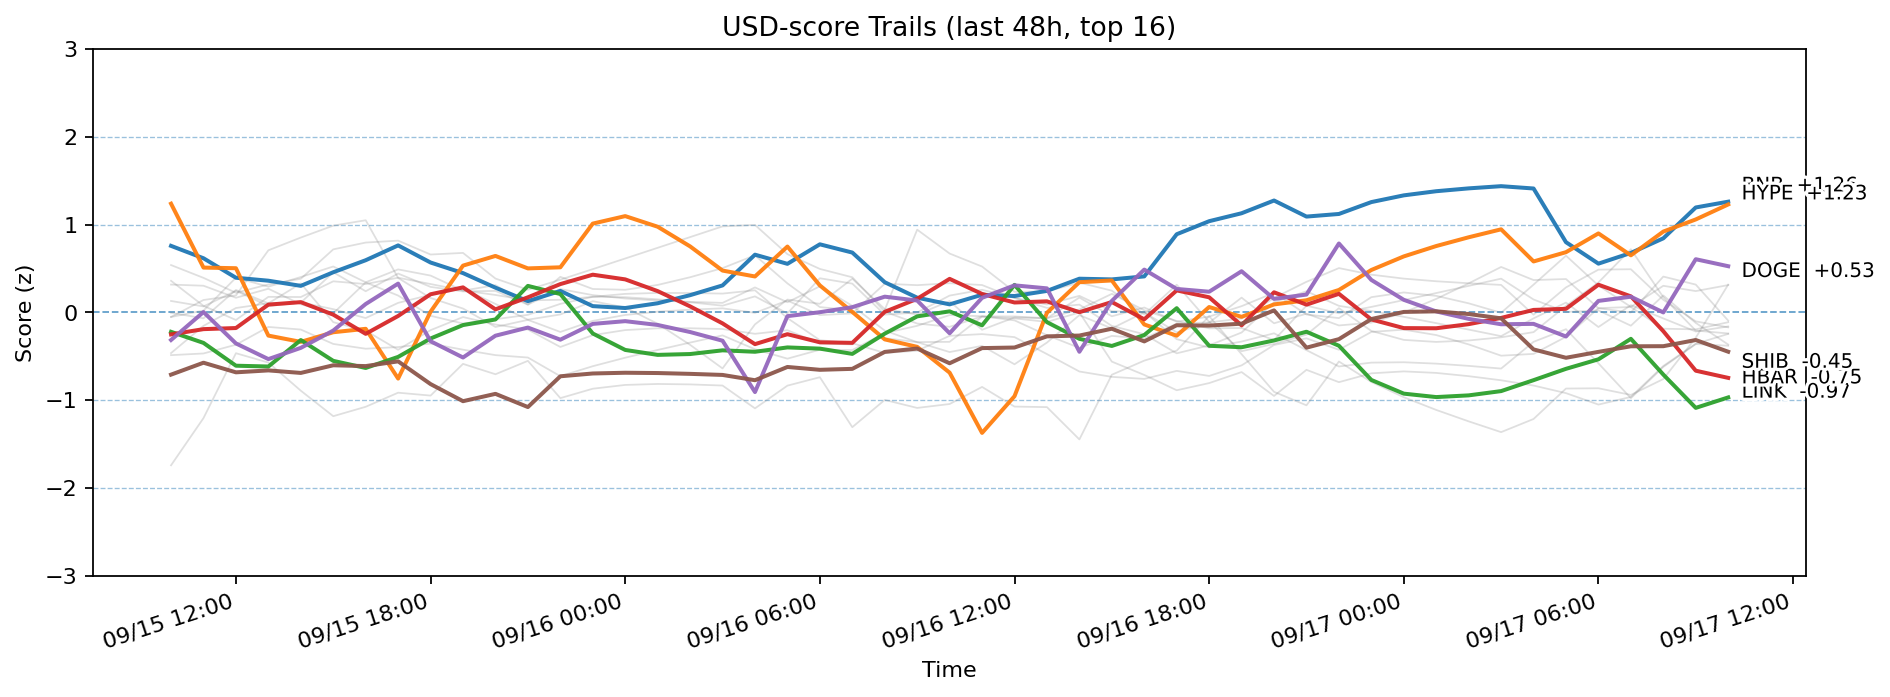 USD-score Trails (last 48h, top 16)
Score (z)
3
2
1
0
−1
−2
−3
BNB +1.26
HYPE +1.23
DOGE +0.53
SHIB -0.45
HBAR -0.75
LINK -0.97
09/15 12:00
09/15 18:00
09/16 00:00
09/16 06:00
09/16 12:00
09/16 18:00
09/17 00:00
09/17 06:00
09/17 12:00
Time